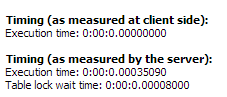 Timing (as measured at client side):
Execution time: 0:00:0.00000000
Timing (as measured by the server):
Execution time: 0:00:0.00035090
Table lock wait time: 0:00:0.00008000